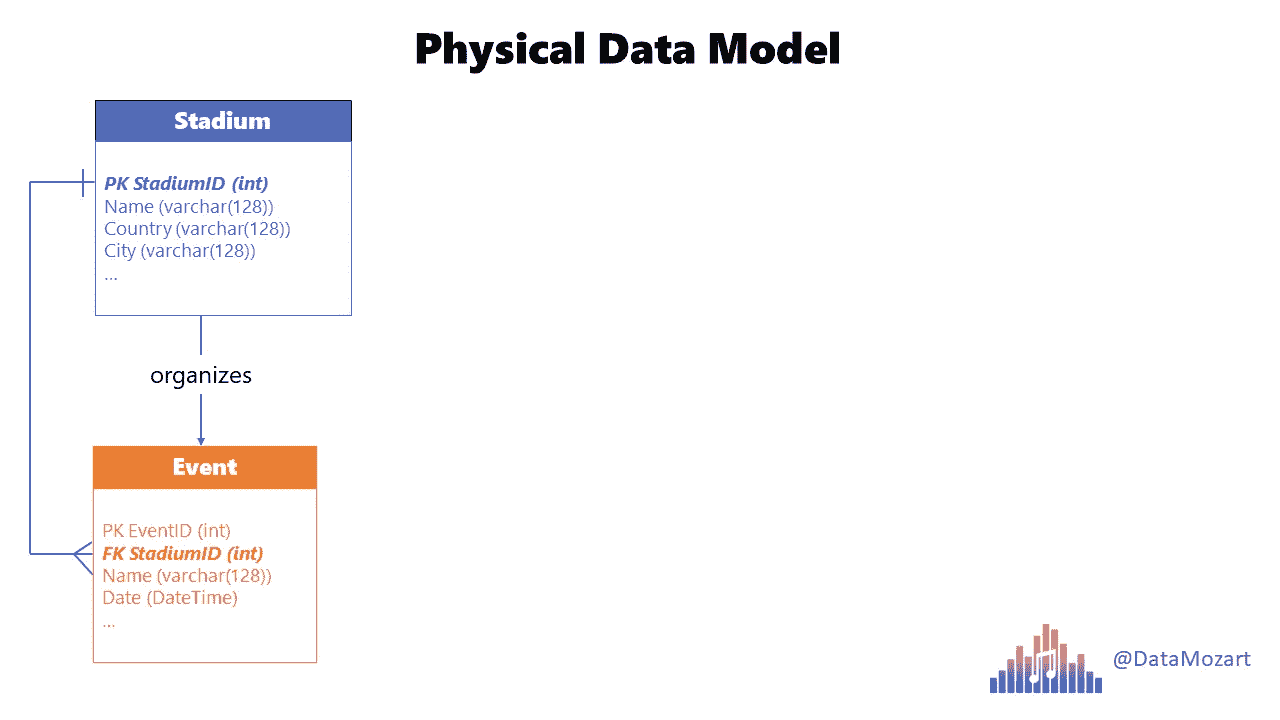 Physical Data Model
Stadium
PK StadiumID (int)
Name (varchar(128))
Country (varchar(128))
City (varchar(128))
...
organizes
Event
PK EventID (int)
FK StadiumID (int)
Name (varchar(128))
Date (DateTime)
...
@DataMozart